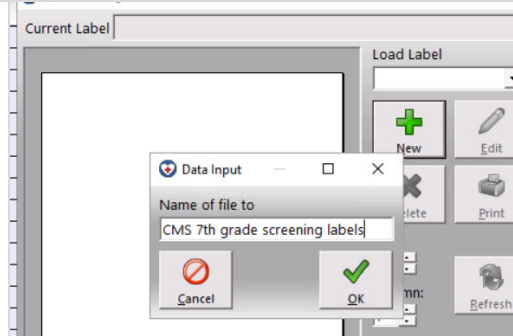 Current Label
Load Label
New
Edit
Data Input
Name of file to
CMS 7th grade screening labels
Print
Cancel
OK
Refresh